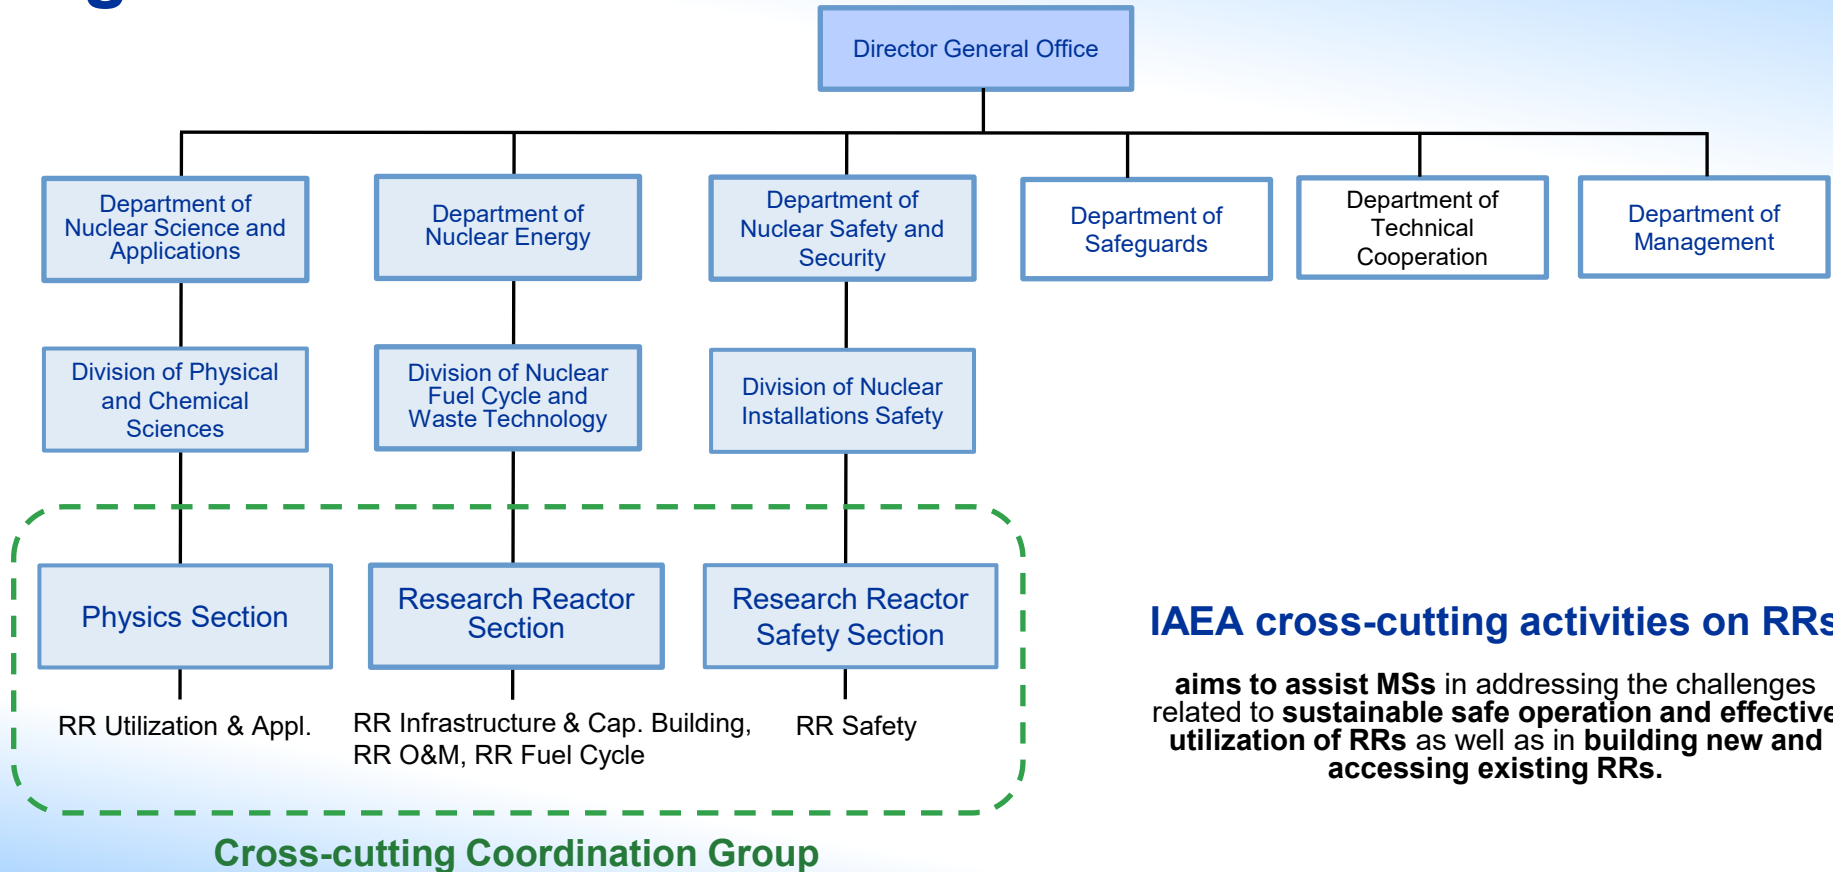 Director General Office
Department of
Nuclear Science and
Applications
Department of
Nuclear Energy
Department of
Nuclear Safety and
Security
Department of
Safeguards
Department of
Technical
Cooperation
Department of
Management
Division of Physical
and Chemical
Sciences
Division of Nuclear
Fuel Cycle and
Waste Technology
Division of Nuclear
Installations Safety
Physics Section
Research Reactor
Section
Research Reactor
Safety Section
RR Utilization & Appl.
RR Infrastructure & Cap. Building,
RR O&M, RR Fuel Cycle
RR Safety
Cross-cutting Coordination Group
IAEA cross-cutting activities on RRs
aims to assist MSs in addressing the challenges
related to sustainable safe operation and effective
utilization of RRs as well as in building new and
accessing existing RRs.